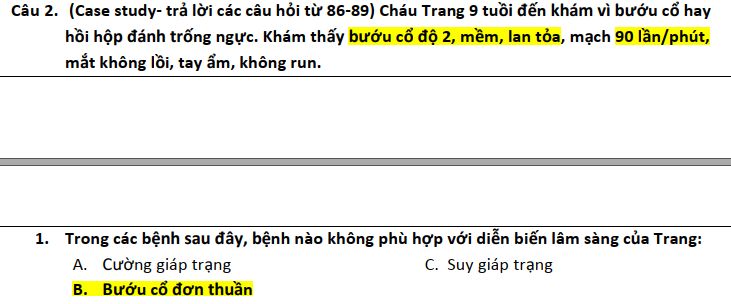 Câu 2. (Case study- trả lời các câu hỏi từ 86-89) Cháu Trang 9 tuổi đến khám vì bướu cổ hay
hồi hộp đánh trống ngực. Khám thấy bướu cổ độ 2, mềm, lan tỏa, mạch 90 lần/phút,
mắt không lồi, tay ẩm, không run.
1. Trong các bệnh sau đây, bệnh nào không phù hợp với diễn biến lâm sàng của Trang:
A. Cường giáp trạng C. Suy giáp trạng
B. Bướu cổ đơn thuần